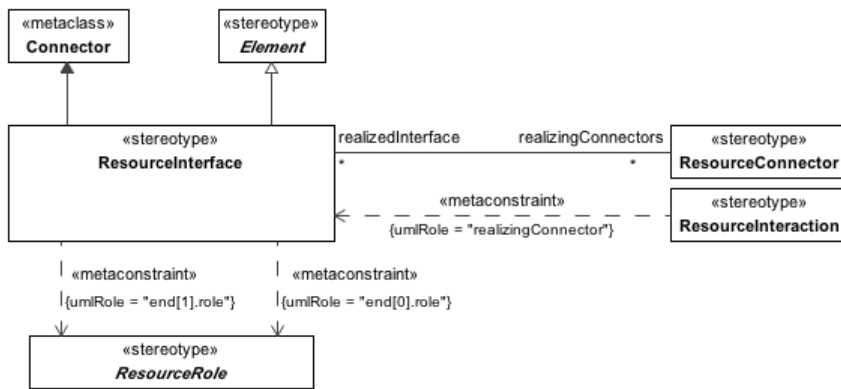 «metaclass»
Connector
«stereotype»
Element
«stereotype»
ResourceInterface
realizedInterface
realizingConnectors
*
*
«stereotype»
ResourceConnector
«metaconstraint»
{umlRole = "realizingConnector"}
«stereotype»
ResourceInteraction
«metaconstraint»
{umlRole = "end[1].role"}
«metaconstraint»
{umlRole = "end[0].role"}
«stereotype»
ResourceRole